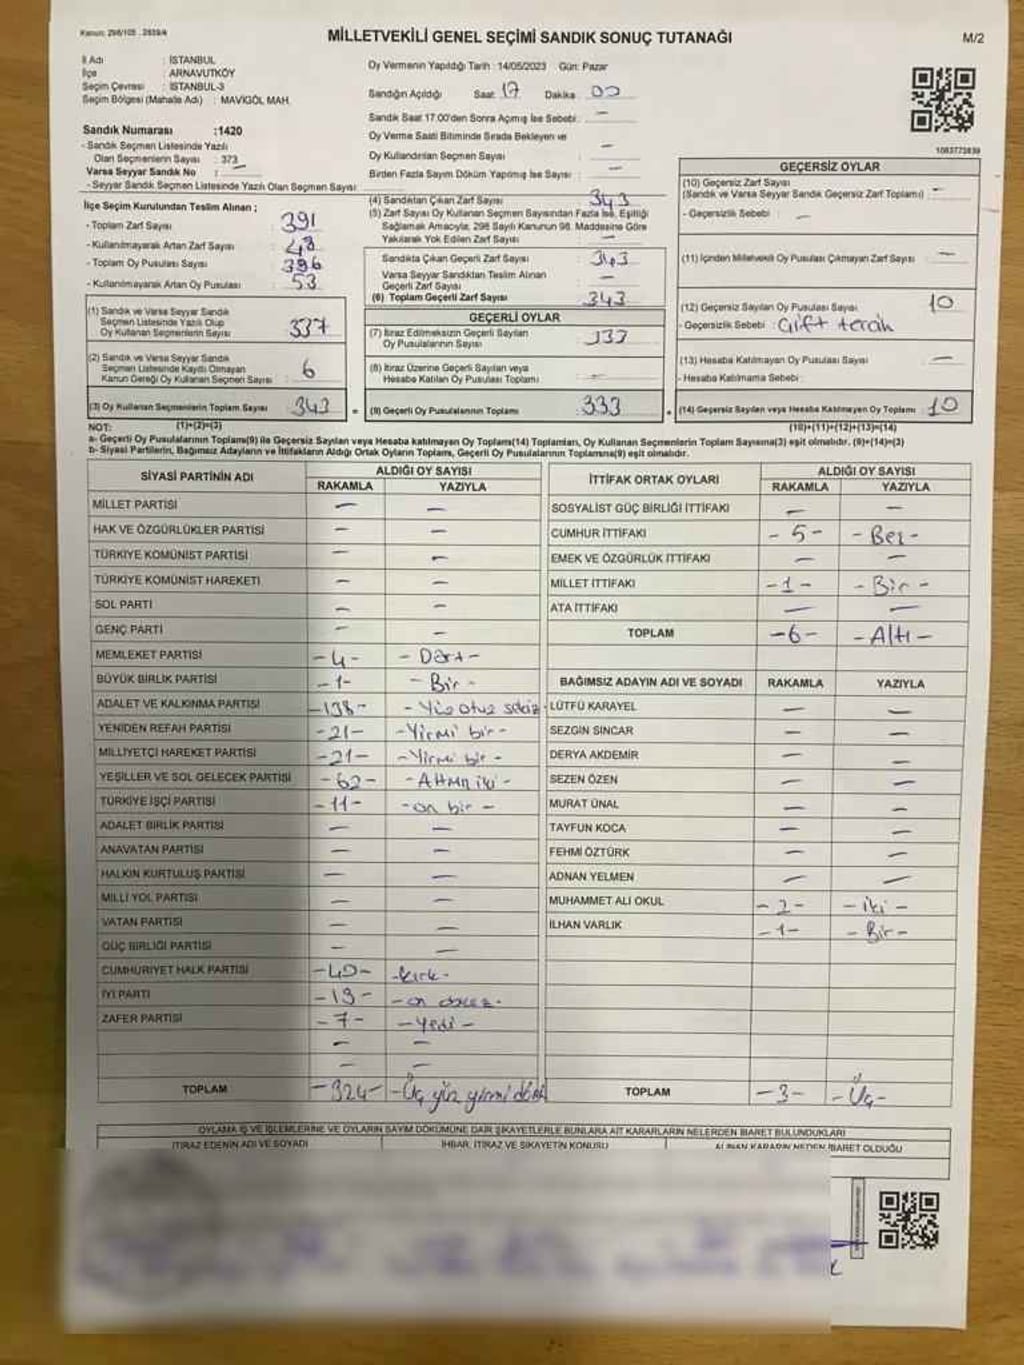 Kanun: 298/105 , 2839/4
MİLLETVEKİLİ GENEL SEÇİMİ SANDIK SONUÇ TUTANAĞI
M/2
İl Adı : İSTANBUL
İlçe : ARNAVUTKÖY
Seçim Çevresi : İSTANBUL-3
Seçim Bölgesi (Mahalle Adı) : MAVİGÖL MAH.
Sandık Numarası :1420
- Sandık Seçmen Listesinde Yazılı
Olan Seçmenlerin Sayısı : 373
Varsa Seyyar Sandık No : —
- Seyyar Sandık Seçmen Listesinde Yazılı Olan Seçmen Sayısı:
Oy Vermenin Yapıldığı Tarih : 14/05/2023 Gün: Pazar
Sandığın Açıldığı Saat 17 Dakika 00
Sandık Saat 17.00'den Sonra Açılmış İse Sebebi: —
Oy Verme Saati Bitiminde Sırada Bekleyen ve
Oy Kullandırılan Seçmen Sayısı —
Birden Fazla Sayım Döküm Yapılmış İse Sayısı : —
1083773839
İlçe Seçim Kurulundan Teslim Alınan ;
- Toplam Zarf Sayısı : 391
- Kullanılmayarak Artan Zarf Sayısı : 48
- Toplam Oy Pusulası Sayısı : 396
- Kullanılmayarak Artan Oy Pusulası : 53
(1) Sandık ve Varsa Seyyar Sandık
Seçmen Listesinde Yazılı Olup
Oy Kullanan Seçmenlerin Sayısı : 337
(2) Sandık ve Varsa Seyyar Sandık
Seçmen Listesinde Kaydı Olmayan
Kanun Gereği Oy Kullanan Seçmen Sayısı : 6
(3) Oy Kullanan Seçmenlerin Toplam Sayısı : 343 =
(1)+(2)=(3)
(4) Sandıktan Çıkan Zarf Sayısı : 343
(5) Zarf Sayısı Oy Kullanan Seçmen Sayısından Fazla İse, Eşitliği
Sağlamak Amacıyla, 298 Sayılı Kanunun 98. Maddesine Göre
Yakılarak Yok Edilen Zarf Sayısı : —
Sandıkta Çıkan Geçerli Zarf Sayısı : 343
Varsa Seyyar Sandıktan Teslim Alınan
Geçerli Zarf Sayısı : —
(6) Toplam Geçerli Zarf Sayısı : 343
GEÇERLİ OYLAR
(7) İtiraz Edilmeksizin Geçerli Sayılan
Oy Pusulalarının Sayısı : 333
(8) İtiraz Üzerine Geçerli Sayılan veya
Hesaba Katılan Oy Pusulası Toplamı : —
(9) Geçerli Oy Pusulalarının Toplamı : 333 +
GEÇERSİZ OYLAR
(10) Geçersiz Zarf Sayısı : —
(Sandık ve Varsa Seyyar Sandık Geçersiz Zarf Toplamı)
- Geçersizlik Sebebi : —
(11) İçinden Milletvekili Oy Pusulası Çıkmayan Zarf Sayısı : —
(12) Geçersiz Sayılan Oy Pusulası Sayısı : 10
- Geçersizlik Sebebi : Çift tercih
(13) Hesaba Katılmayan Oy Pusulası Sayısı : —
- Hesaba Katılmama Sebebi:
(14) Geçersiz Sayılan veya Hesaba Katılmayan Oy Toplamı : 10
(10)+(11)+(12)+(13)=(14)
NOT:
a- Geçerli Oy Pusulalarının Toplamı(9) ile Geçersiz Sayılan veya Hesaba katılmayan Oy Toplamı(14) Toplamları, Oy Kullanan Seçmenlerin Toplam Sayısına(3) eşit olmalıdır. (9)+(14)=(3)
b- Siyasi Partilerin, Bağımsız Adayların ve İttifakların Aldığı Ortak Oyların Toplamı, Geçerli Oy Pusulalarının Toplamına(9) eşit olmalıdır.
SİYASİ PARTİNİN ADI ALDIĞI OY SAYISI
RAKAMLA YAZIYLA
MİLLET PARTİSİ — —
HAK VE ÖZGÜRLÜKLER PARTİSİ — —
TÜRKİYE KOMÜNİST PARTİSİ — —
TÜRKİYE KOMÜNİST HAREKETİ — —
SOL PARTİ — —
GENÇ PARTİ — —
MEMLEKET PARTİSİ -4- - Dört -
BÜYÜK BİRLİK PARTİSİ -1- - Bir -
ADALET VE KALKINMA PARTİSİ -138- - Yüz otuz sekiz
YENİDEN REFAH PARTİSİ -21- -Yirmi bir-
MİLLİYETÇİ HAREKET PARTİSİ -21- -Yirmi bir-
YEŞİLLER VE SOL GELECEK PARTİSİ -62- -Altmış iki-
TÜRKİYE İŞÇİ PARTİSİ -11- -on bir -
ADALET BİRLİK PARTİSİ — —
ANAVATAN PARTİSİ — —
HALKIN KURTULUŞ PARTİSİ — —
MİLLİ YOL PARTİSİ — —
VATAN PARTİSİ — —
GÜÇ BİRLİĞİ PARTİSİ — —
CUMHURİYET HALK PARTİSİ -40- -kırk-
İYİ PARTİ -19- -on dokuz-
ZAFER PARTİSİ -7- -Yedi-
— —
— —
TOPLAM -324- -Üç yüz yirmi dört
İTTİFAK ORTAK OYLARI ALDIĞI OY SAYISI
RAKAMLA YAZIYLA
SOSYALİST GÜÇ BİRLİĞİ İTTİFAKI — —
CUMHUR İTTİFAKI - 5 - - Beş -
EMEK VE ÖZGÜRLÜK İTTİFAKI — —
MİLLET İTTİFAKI -1- - Bir -
ATA İTTİFAKI — —
TOPLAM -6- -Altı-
BAĞIMSIZ ADAYIN ADI VE SOYADI RAKAMLA YAZIYLA
LÜTFÜ KARAYEL — —
SEZGİN SİNCAR — —
DERYA AKDEMİR — —
SEZEN ÖZEN — —
MURAT ÜNAL — —
TAYFUN KOCA — —
FEHMİ ÖZTÜRK — —
ADNAN YELMEN — —
MUHAMMET ALİ OKUL -2- -iki-
İLHAN VARLIK -1- -Bir-
TOPLAM -3- -Üç-
OYLAMA İŞ VE İŞLEMLERİNE VE OYLARIN SAYIM DÖKÜMÜNE DAİR ŞİKAYETLERLE BUNLARA AİT KARARLARIN NELERDEN İBARET BULUNDUKLARI
İTİRAZ EDENİN ADI VE SOYADI İHBAR, İTİRAZ VE ŞİKAYETİN KONUSU ALINAN KARARIN NEDEN İBARET OLDUĞU